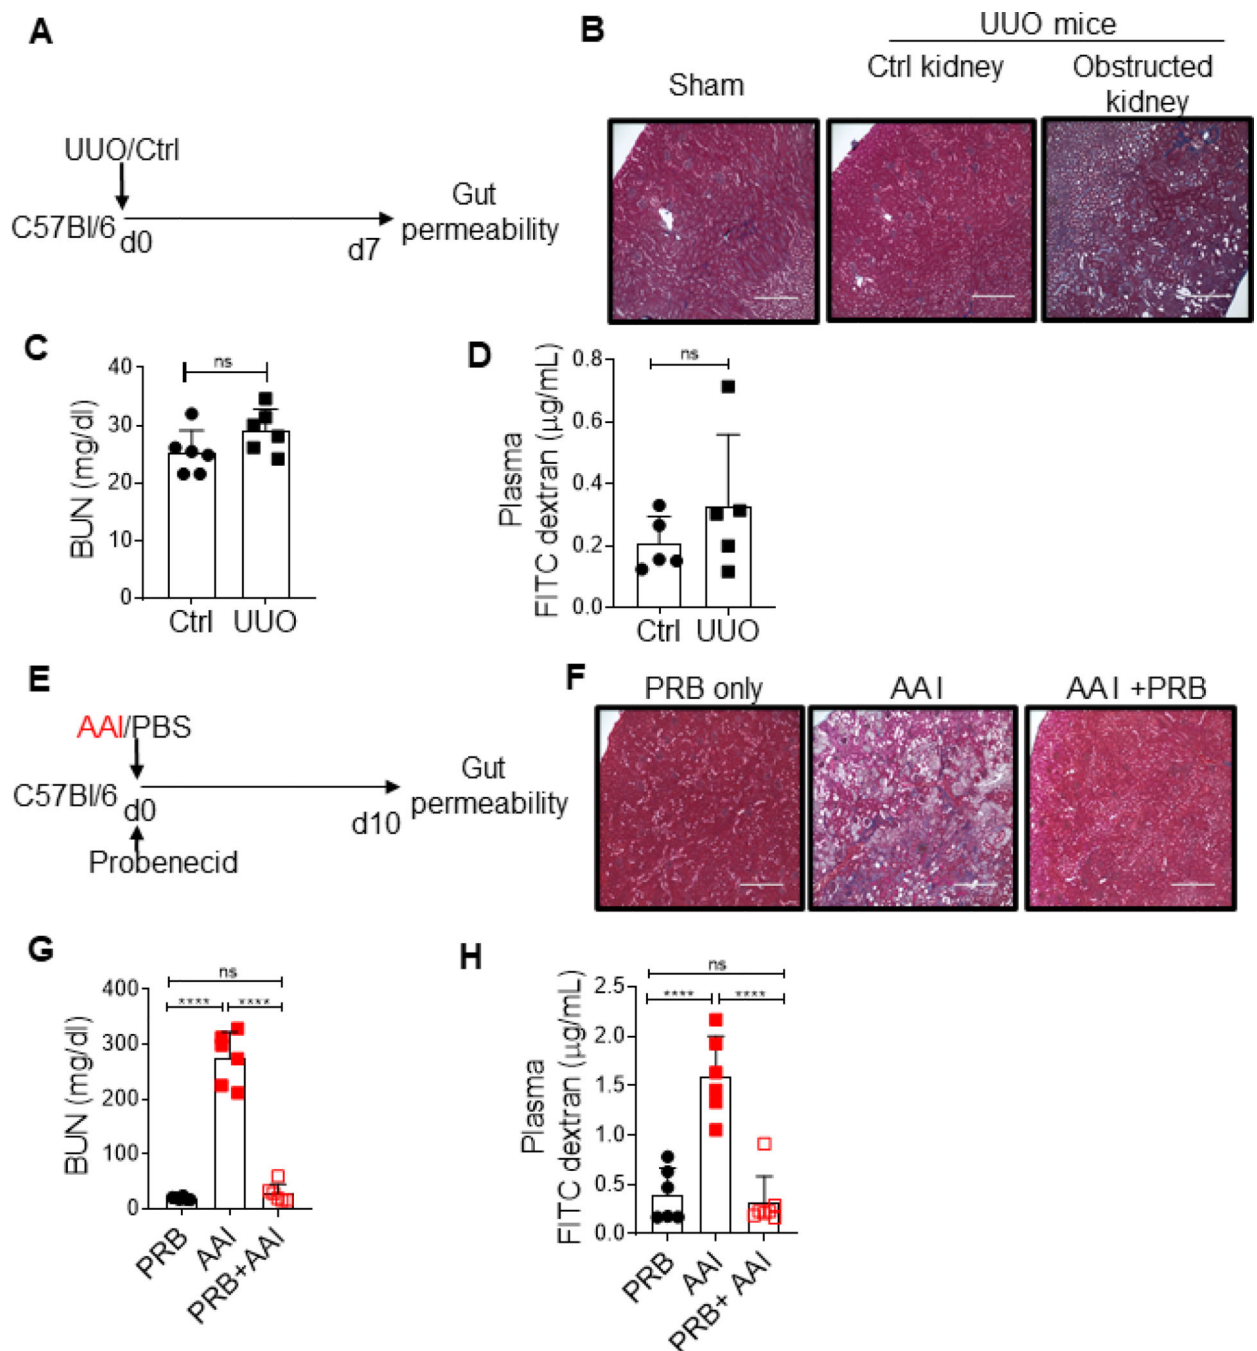 A
UUO/Ctrl
C57Bl/6
d0
d7
Gut
permeability
B
UUO mice
Sham
Ctrl kidney
Obstructed
kidney
C
ns
BUN (mg/dl)
40
30
20
10
0
Ctrl
UUO
D
ns
Plasma
FITC dextran (μg/mL)
0.8
0.6
0.4
0.2
0.0
Ctrl
UUO
E
AAI/PBS
C57Bl/6
d0
d10
Probenecid
Gut
permeability
F
PRB only
AAI
AAI +PRB
G
ns
**** ****
BUN (mg/dl)
400
300
200
100
0
PRB
AAI
PRB+AAI
H
ns
**** ****
Plasma
FITC dextran (μg/mL)
2.5
2.0
1.5
1.0
0.5
0.0
PRB
AAI
PRB+ AAI